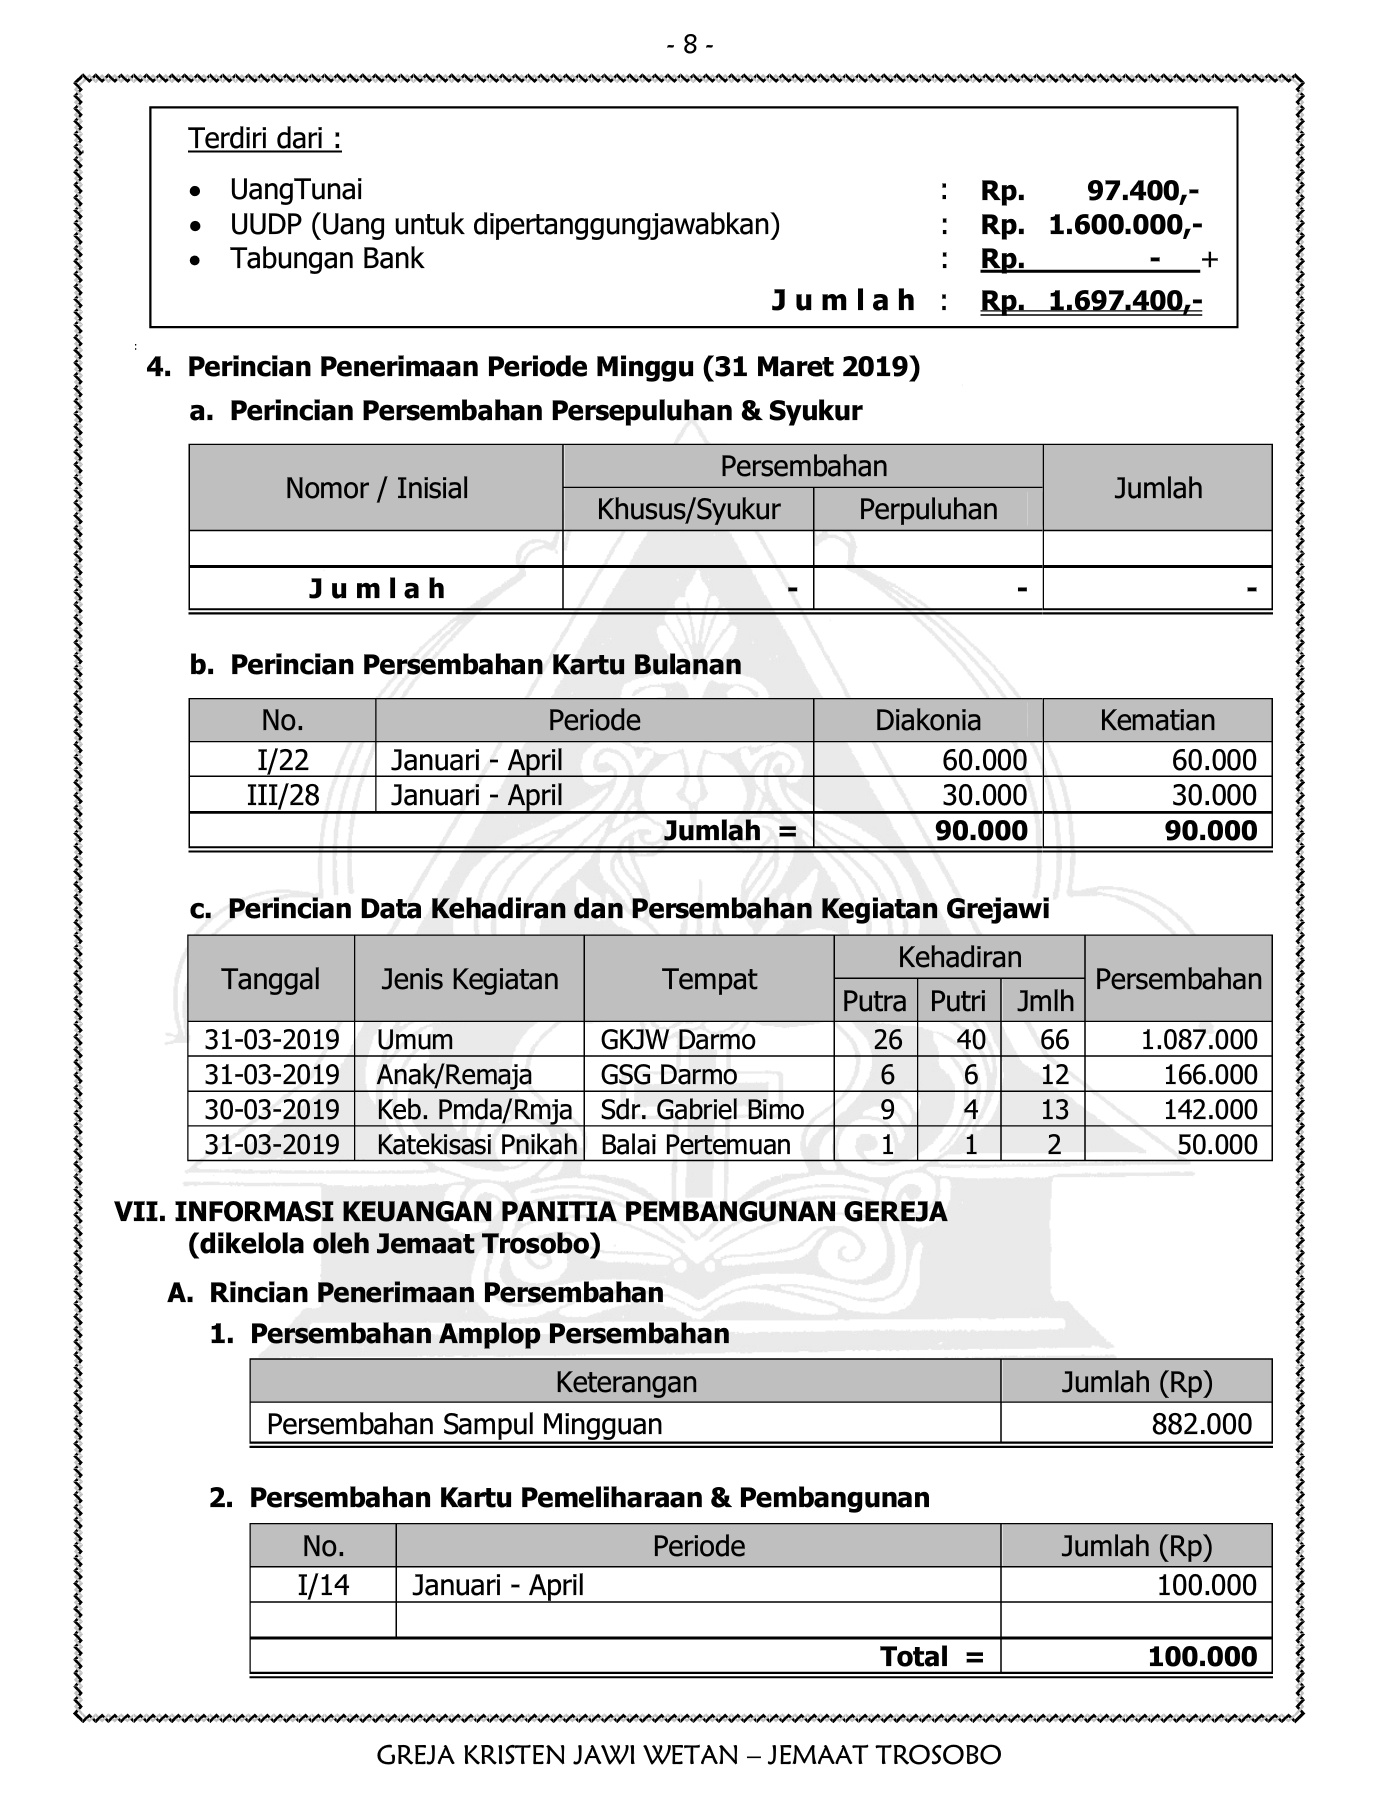 - 8 -
Terdiri dari :
• UangTunai : Rp. 97.400,-
• UUDP (Uang untuk dipertanggungjawabkan) : Rp. 1.600.000,-
• Tabungan Bank : Rp. - +
J u m l a h : Rp. 1.697.400,-
:
4. Perincian Penerimaan Periode Minggu (31 Maret 2019)
a. Perincian Persembahan Persepuluhan & Syukur
Nomor / Inisial Persembahan Jumlah
Khusus/Syukur Perpuluhan
J u m l a h - - -
b. Perincian Persembahan Kartu Bulanan
No. Periode Diakonia Kematian
I/22 Januari - April 60.000 60.000
III/28 Januari - April 30.000 30.000
Jumlah = 90.000 90.000
c. Perincian Data Kehadiran dan Persembahan Kegiatan Grejawi
Tanggal Jenis Kegiatan Tempat Kehadiran Persembahan
Putra Putri Jmlh
31-03-2019 Umum GKJW Darmo 26 40 66 1.087.000
31-03-2019 Anak/Remaja GSG Darmo 6 6 12 166.000
30-03-2019 Keb. Pmda/Rmja Sdr. Gabriel Bimo 9 4 13 142.000
31-03-2019 Katekisasi Pnikah Balai Pertemuan 1 1 2 50.000
VII. INFORMASI KEUANGAN PANITIA PEMBANGUNAN GEREJA
(dikelola oleh Jemaat Trosobo)
A. Rincian Penerimaan Persembahan
1. Persembahan Amplop Persembahan
Keterangan Jumlah (Rp)
Persembahan Sampul Mingguan 882.000
2. Persembahan Kartu Pemeliharaan & Pembangunan
No. Periode Jumlah (Rp)
I/14 Januari - April 100.000
Total = 100.000
GREJA KRISTEN JAWI WETAN – JEMAAT TROSOBO